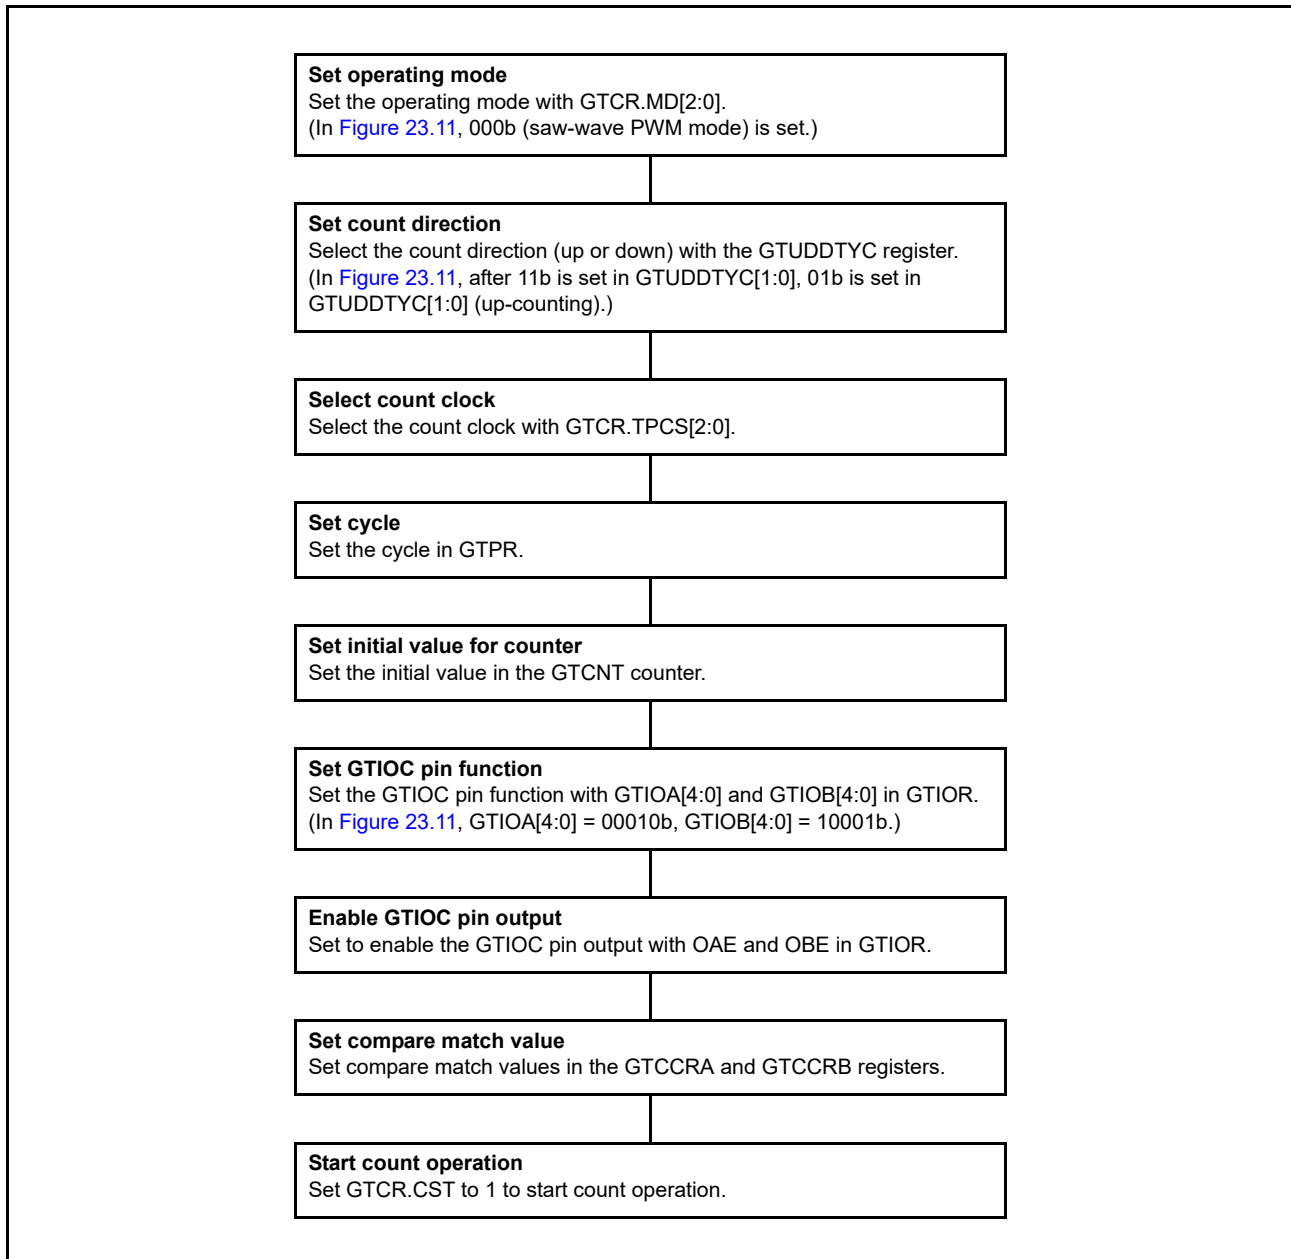 Set operating mode
Set the operating mode with GTCR.MD[2:0].
(In Figure 23.11, 000b (saw-wave PWM mode) is set.)
Set count direction
Select the count direction (up or down) with the GTUDDTYC register.
(In Figure 23.11, after 11b is set in GTUDDTYC[1:0], 01b is set in
GTUDDTYC[1:0] (up-counting).)
Select count clock
Select the count clock with GTCR.TPCS[2:0].
Set cycle
Set the cycle in GTPR.
Set initial value for counter
Set the initial value in the GTCNT counter.
Set GTIOC pin function
Set the GTIOC pin function with GTIOA[4:0] and GTIOB[4:0] in GTIOR.
(In Figure 23.11, GTIOA[4:0] = 00010b, GTIOB[4:0] = 10001b.)
Enable GTIOC pin output
Set to enable the GTIOC pin output with OAE and OBE in GTIOR.
Set compare match value
Set compare match values in the GTCCRA and GTCCRB registers.
Start count operation
Set GTCR.CST to 1 to start count operation.